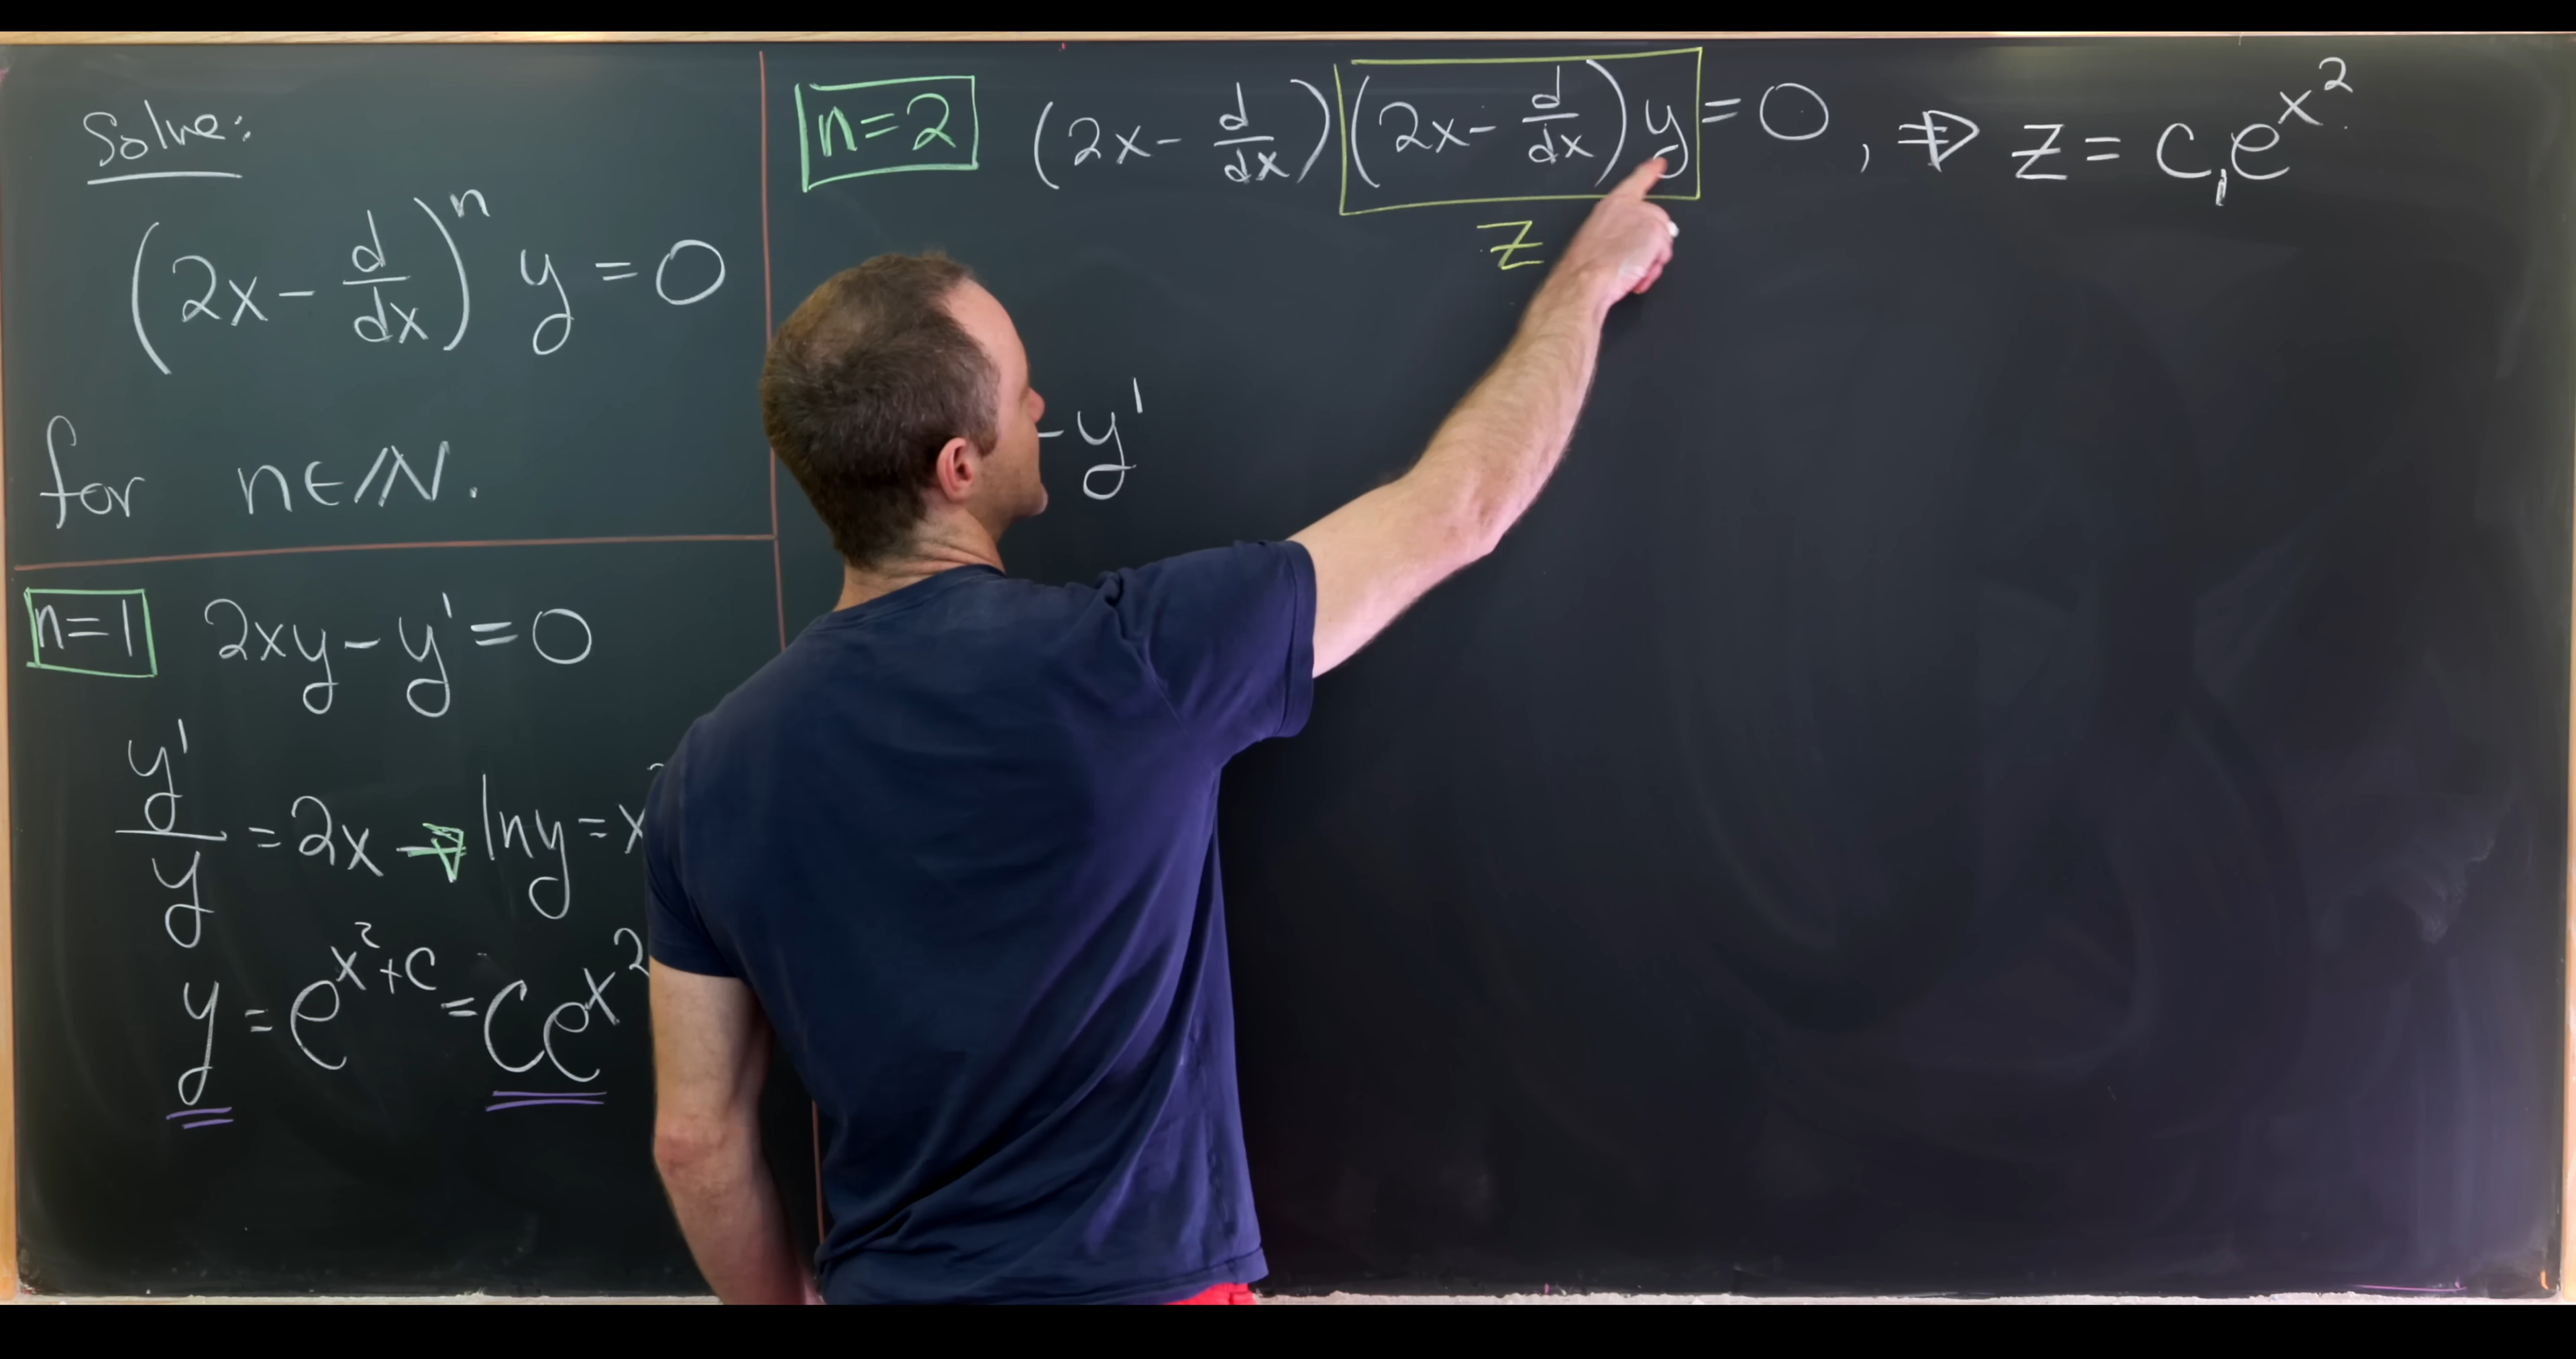 Solve:
(2x - d/dx)^n y = 0
for n ∈ ℕ.
n=1 2xy - y' = 0
y'/y = 2x → ln y = x
y = e^{x²+c} = Ce^{x²}
n=2 (2x - d/dx)(2x - d/dx)y = 0, ⇒ z = c₁e^{x²}
z
- y'